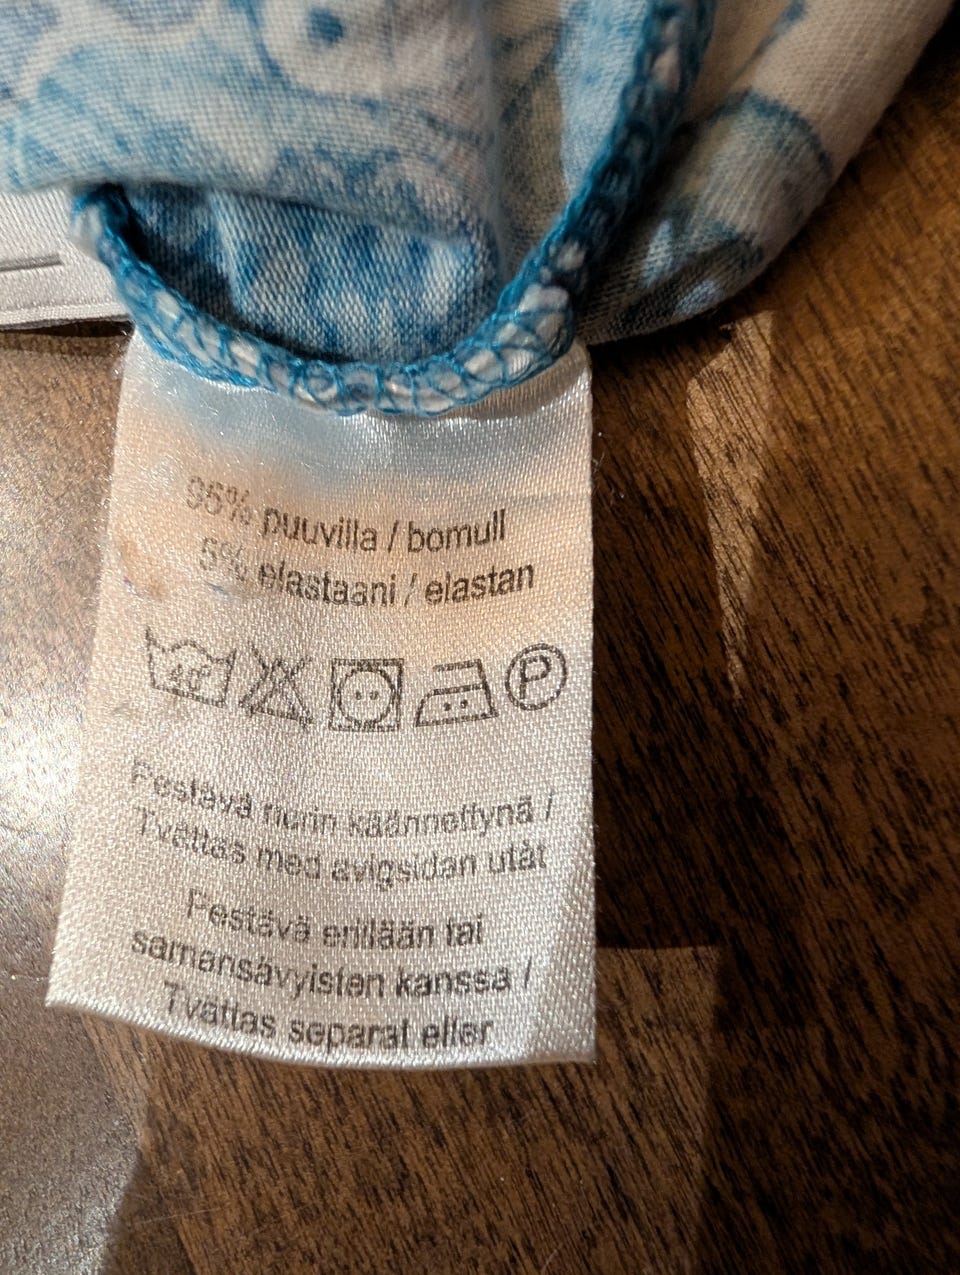 95% puuvilla / bomull
5% elastaani / elastan
40° P
Pestävä nurin käännettynä /
Tvättas med avigsidan utåt
Pestävä erillään tai
samansävyisten kanssa /
Tvättas separat eller